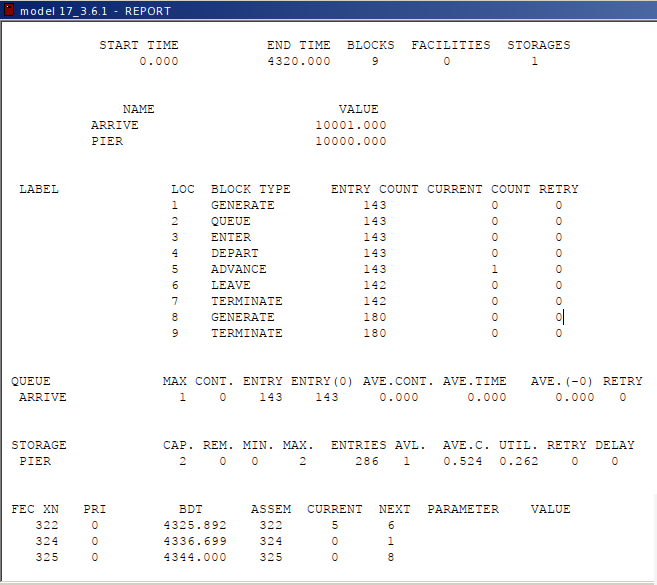 model 17_3.6.1 - REPORT
START TIME END TIME BLOCKS FACILITIES STORAGES
0.000 4320.000 9 0 1
NAME VALUE
ARRIVE 10001.000
PIER 10000.000
LABEL LOC BLOCK TYPE ENTRY COUNT CURRENT COUNT RETRY
1 GENERATE 143 0 0
2 QUEUE 143 0 0
3 ENTER 143 0 0
4 DEPART 143 0 0
5 ADVANCE 143 1 0
6 LEAVE 142 0 0
7 TERMINATE 142 0 0
8 GENERATE 180 0 0
9 TERMINATE 180 0 0
QUEUE MAX CONT. ENTRY ENTRY(0) AVE.CONT. AVE.TIME AVE.(-0) RETRY
ARRIVE 1 0 143 143 0.000 0.000 0.000 0
STORAGE CAP. REM. MIN. MAX. ENTRIES AVL. AVE.C. UTIL. RETRY DELAY
PIER 2 0 0 2 286 1 0.524 0.262 0 0
FEC XN PRI BDT ASSEM CURRENT NEXT PARAMETER VALUE
322 0 4325.892 322 5 6
324 0 4336.699 324 0 1
325 0 4344.000 325 0 8